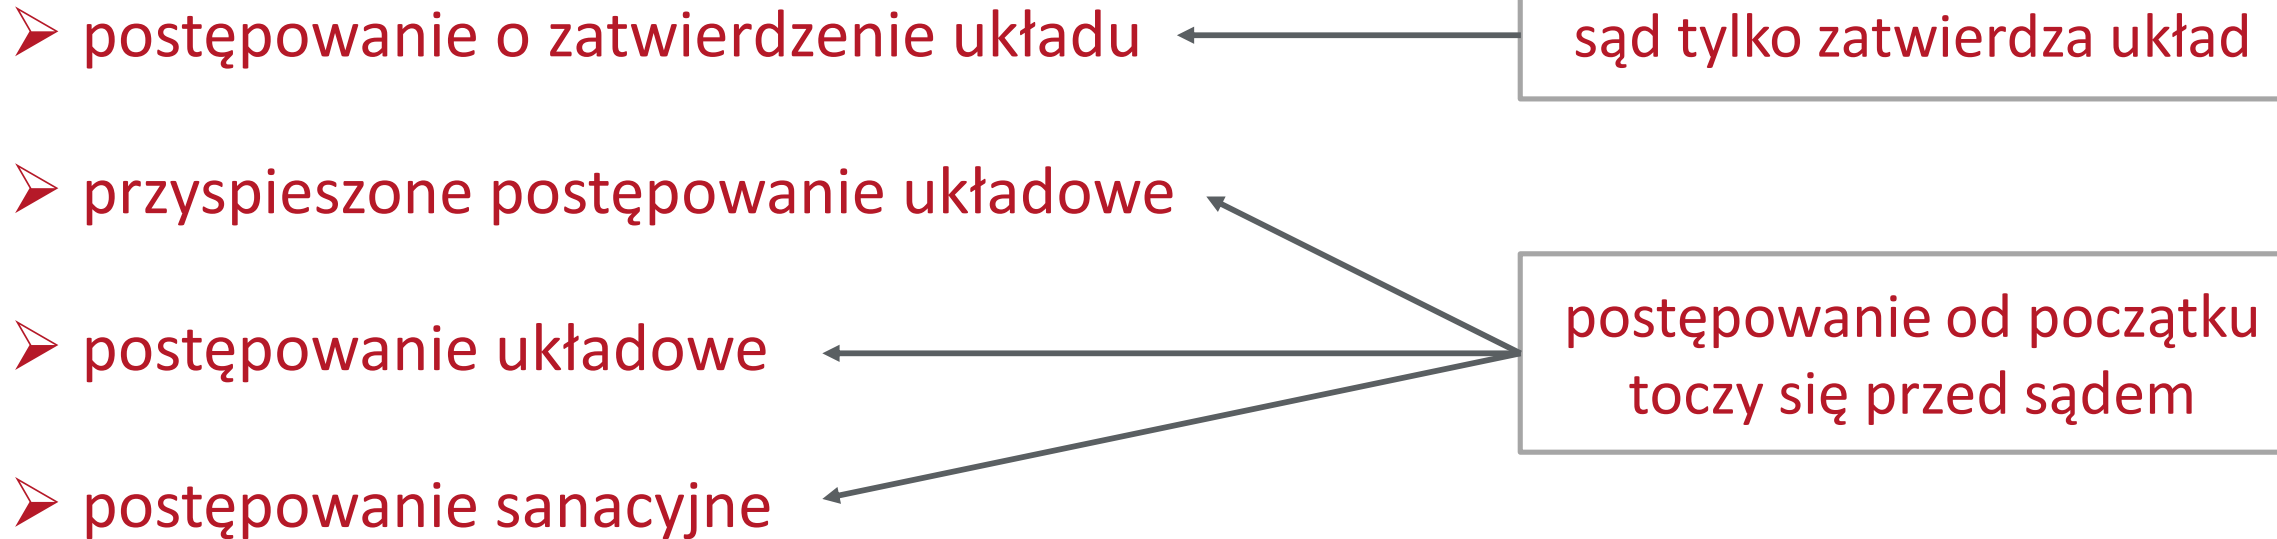 postępowanie o zatwierdzenie układu
sąd tylko zatwierdza układ
przyspieszone postępowanie układowe
postępowanie układowe
postępowanie od początku
toczy się przed sądem
postępowanie sanacyjne